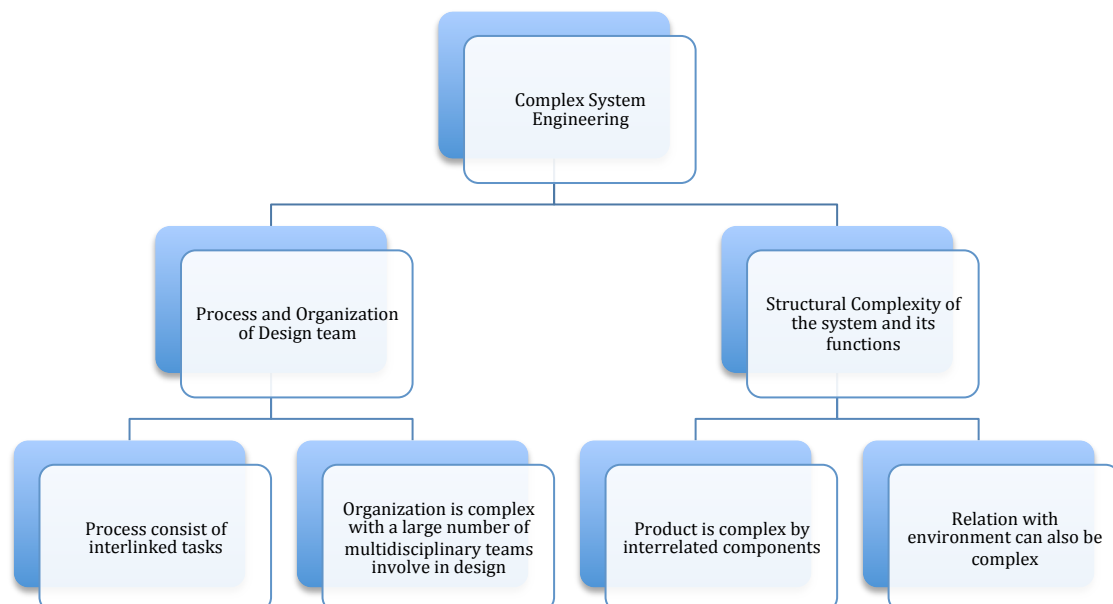 Complex System
Engineering
Process and Organization
of Design team
Structural Complexity of
the system and its
functions
Process consist of
interlinked tasks
Organization is complex
with a large number of
multidisciplinary teams
involve in design
Product is complex by
interrelated components
Relation with
environment can also be
complex